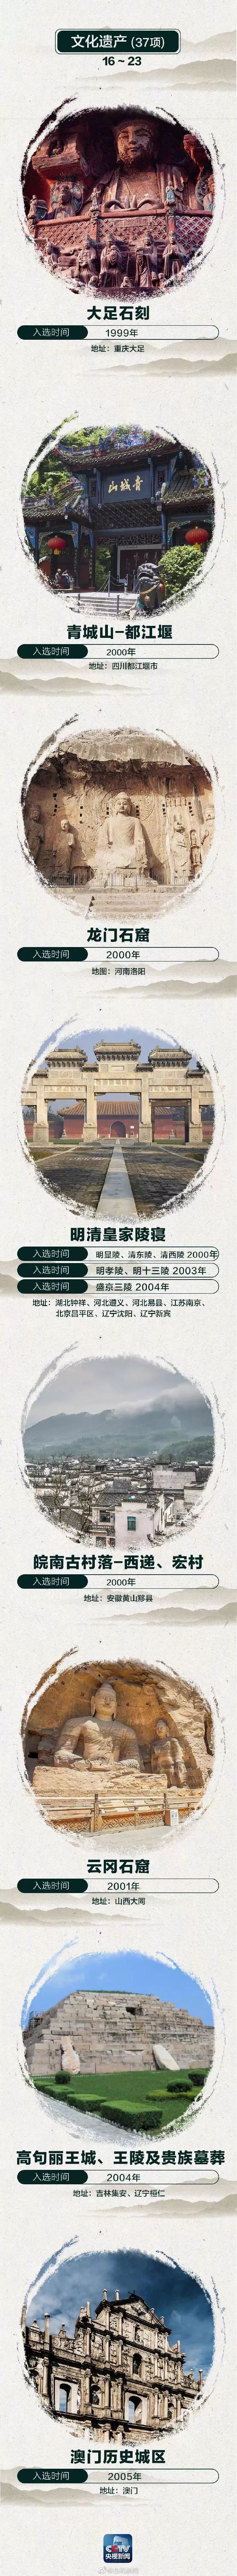 文化遗产 (37项)
16 ~ 23
大足石刻
入选时间 1999年
地址：重庆大足
青城山
青城山-都江堰
入选时间 2000年
地址：四川都江堰市
龙门石窟
入选时间 2000年
地图：河南洛阳
明清皇家陵寝
入选时间 明显陵、清东陵、清西陵 2000年
入选时间 明孝陵、明十三陵 2003年
入选时间 盛京三陵 2004年
地址：湖北钟祥、河北遵义、河北易县、江苏南京、
北京昌平区、辽宁沈阳、辽宁新宾
皖南古村落-西递、宏村
入选时间 2000年
地址：安徽黄山黟县
云冈石窟
入选时间 2001年
地址：山西大同
高句丽王城、王陵及贵族墓葬
入选时间 2004年
地址：吉林集安、辽宁桓仁
澳门历史城区
入选时间 2005年
地址：澳门
CCTV
央视新闻